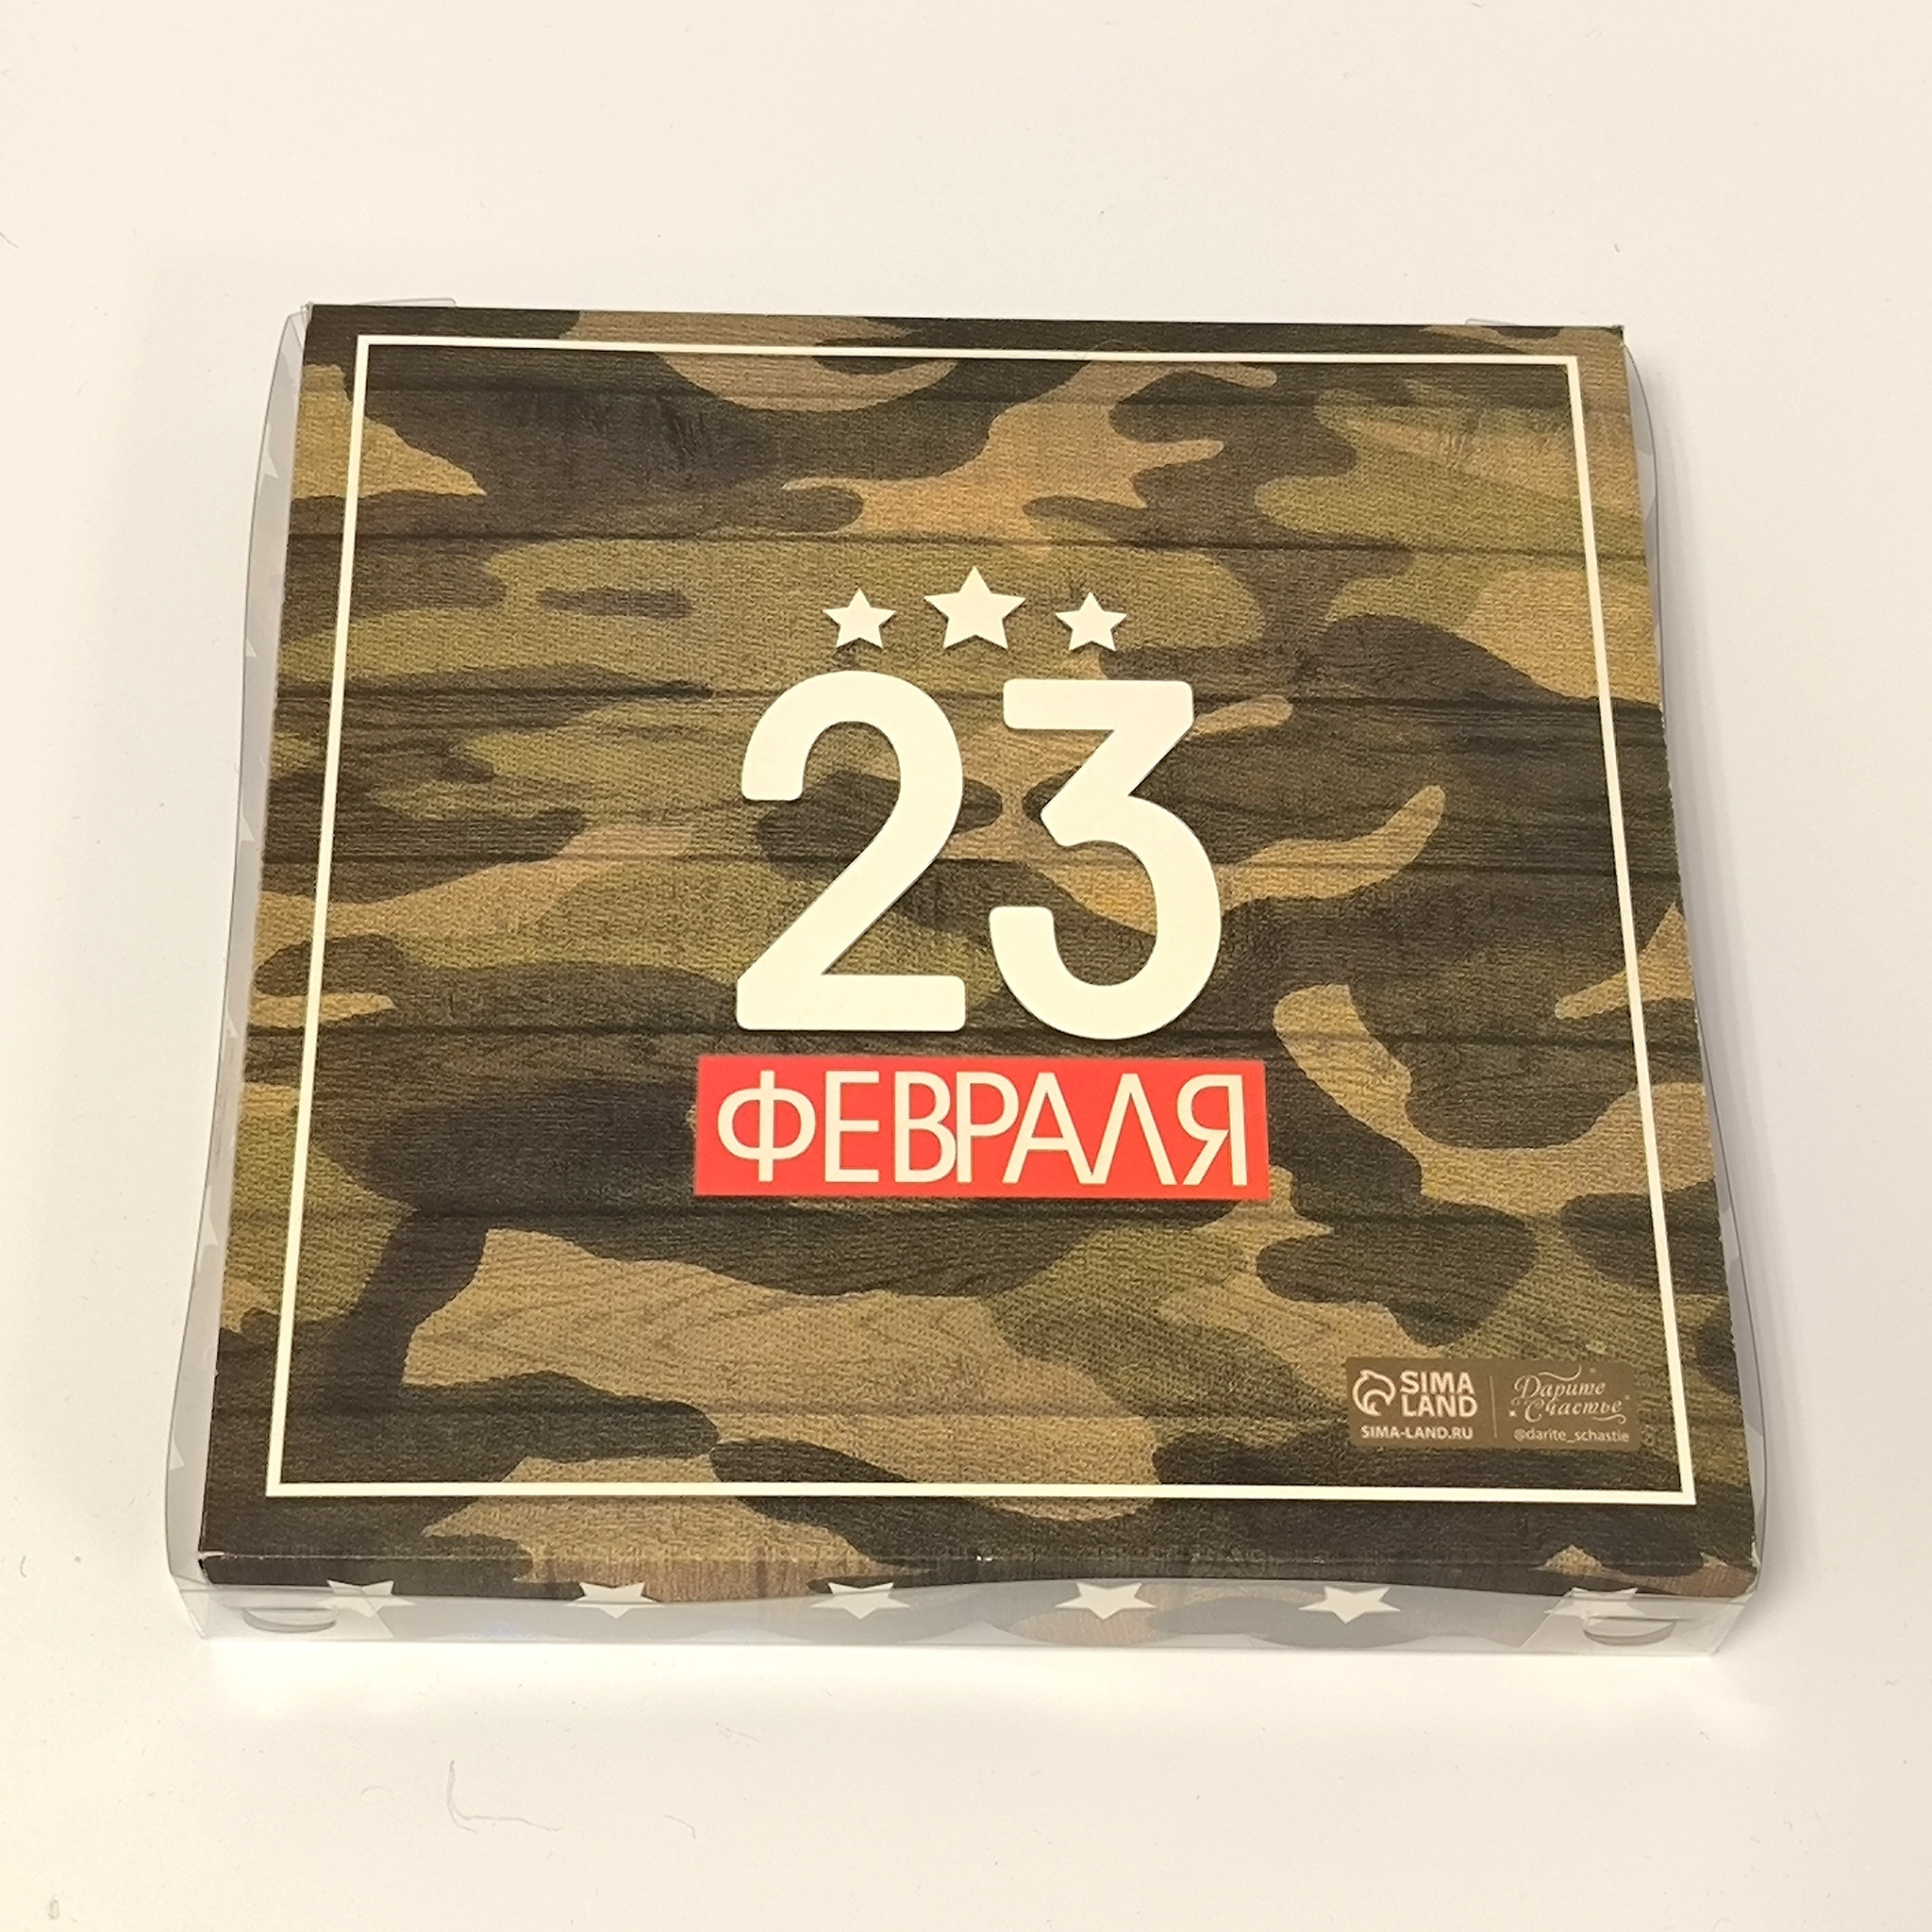 23
ФЕВРАЛЯ
SIMA
LAND
SIMA-LAND.RU
Дарите
Счастье
@darite_schastie